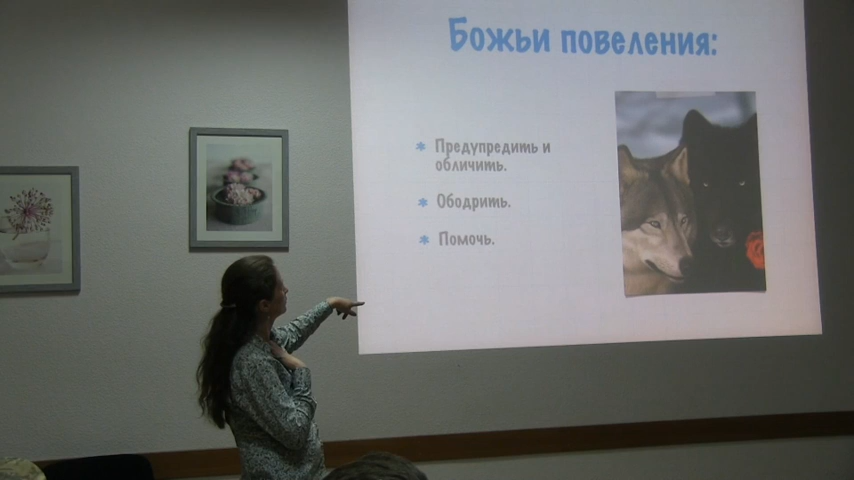 Божьи повеления:
* Предупредить и
обличить.
* Ободрить.
* Помочь.